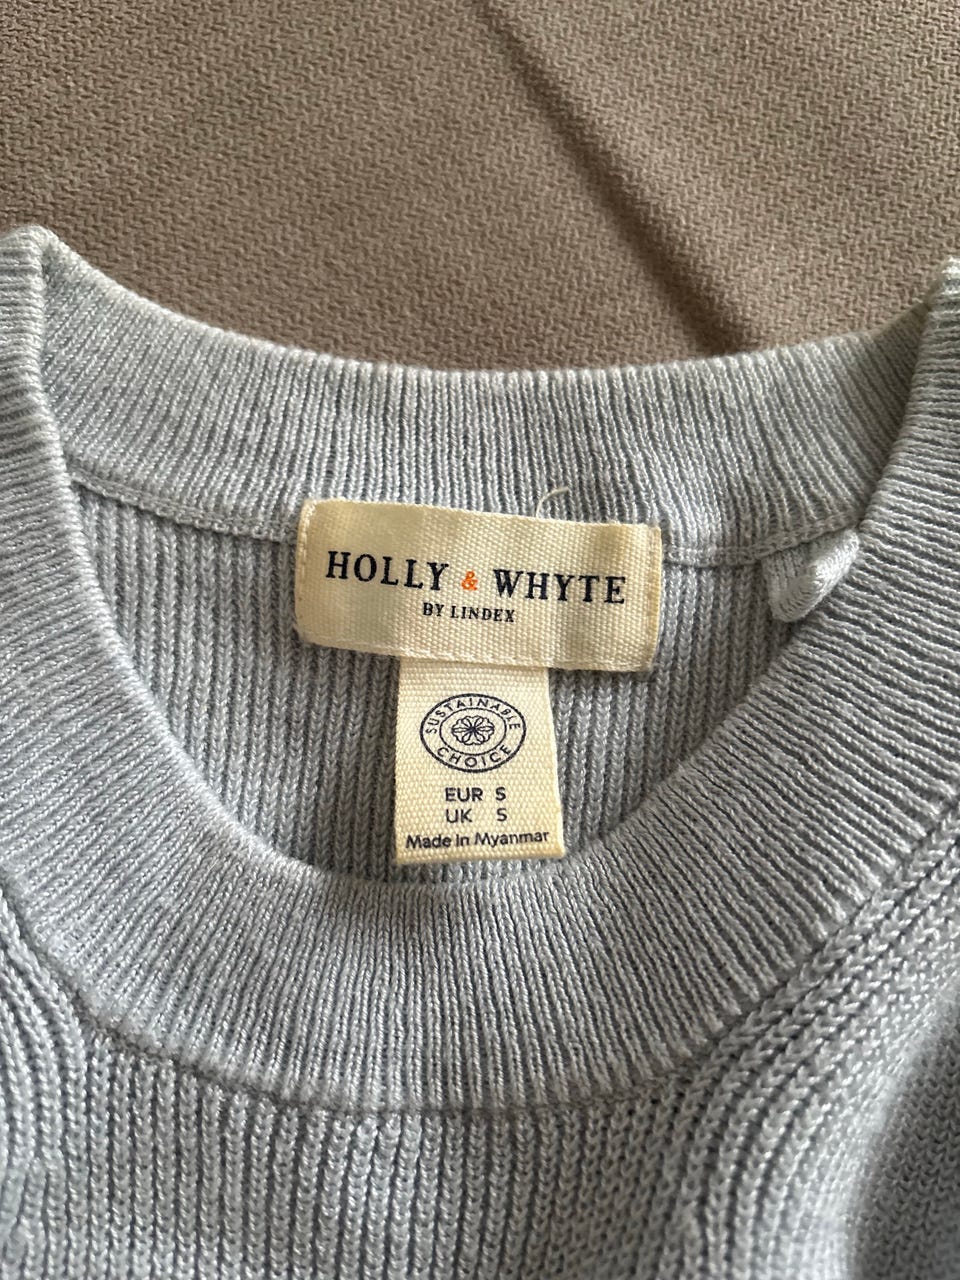 HOLLY & WHYTE
BY LINDEX
SUSTAINABLE
CHOICE
EUR S
UK S
Made in Myanmar